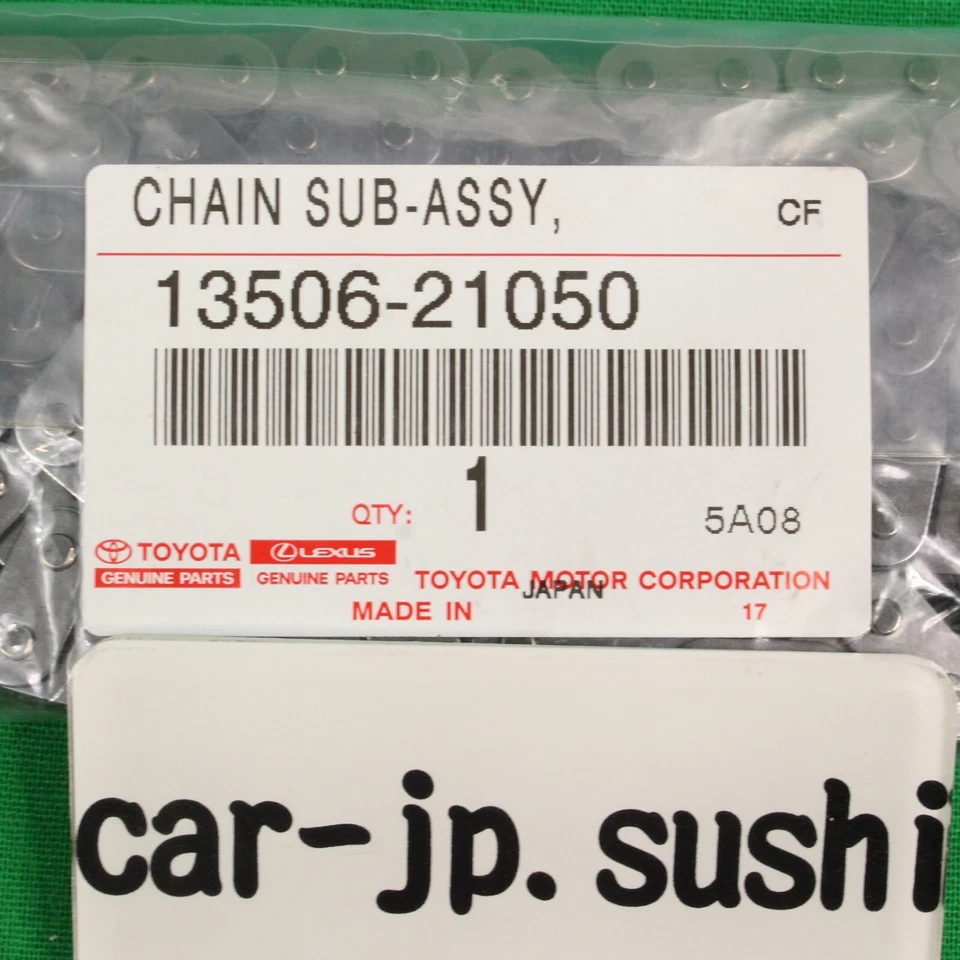 CHAIN SUB-ASSY, CF
13506-21050
QTY: 1 5A08
TOYOTA LEXUS
GENUINE PARTS GENUINE PARTS TOYOTA MOTOR CORPORATION
JAPAN
MADE IN 17
car-jp.sushi